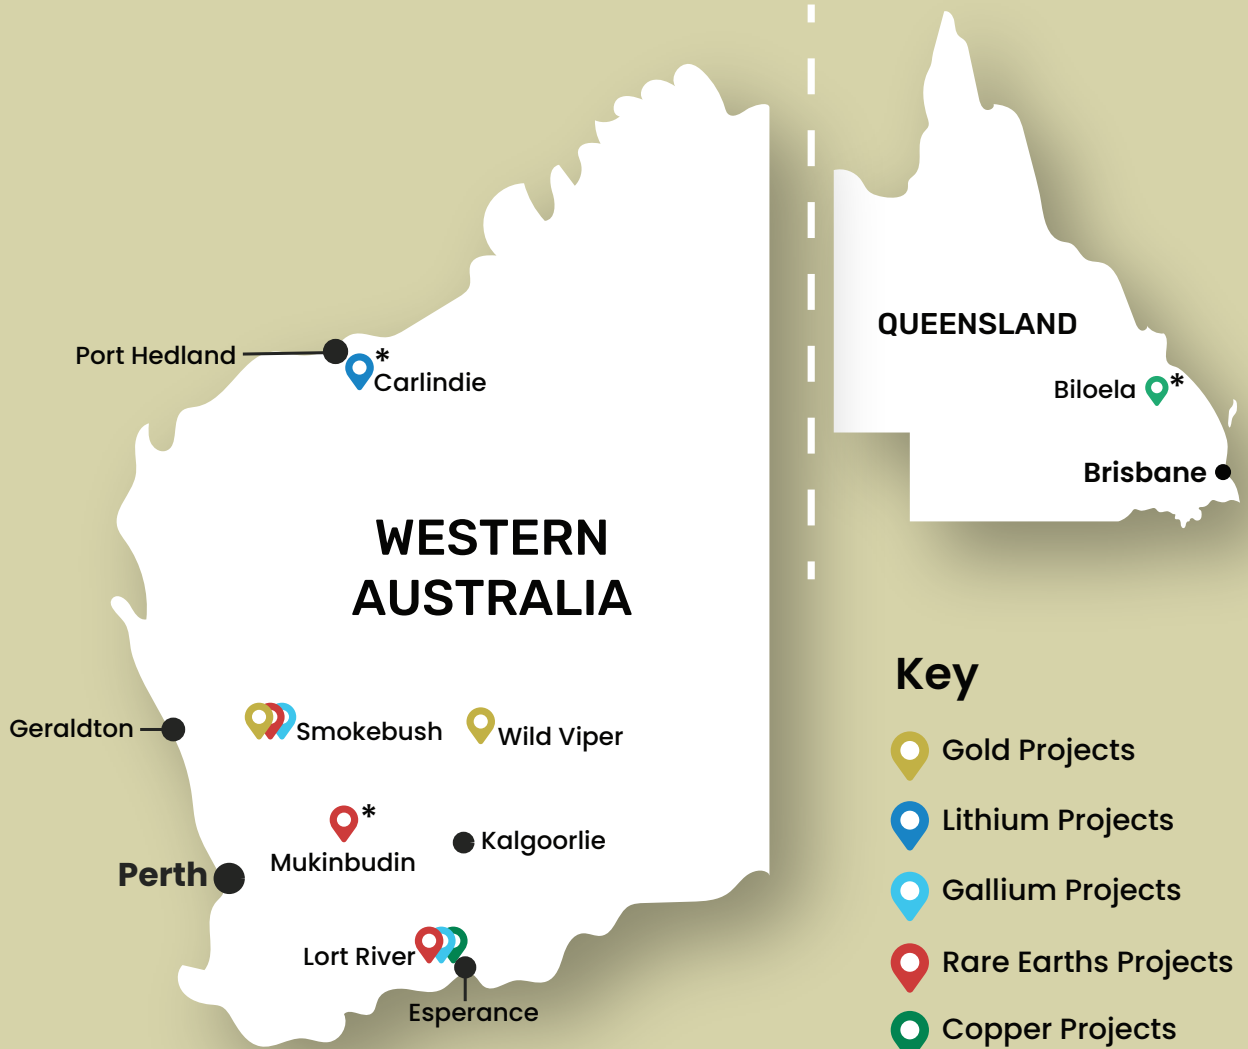 Port Hedland
*
Carlindie
WESTERN
AUSTRALIA
Geraldton
Smokebush
Wild Viper
*
Mukinbudin
Kalgoorlie
Perth
Lort River
Esperance
QUEENSLAND
Biloela
*
Brisbane
Key
Gold Projects
Lithium Projects
Gallium Projects
Rare Earths Projects
Copper Projects